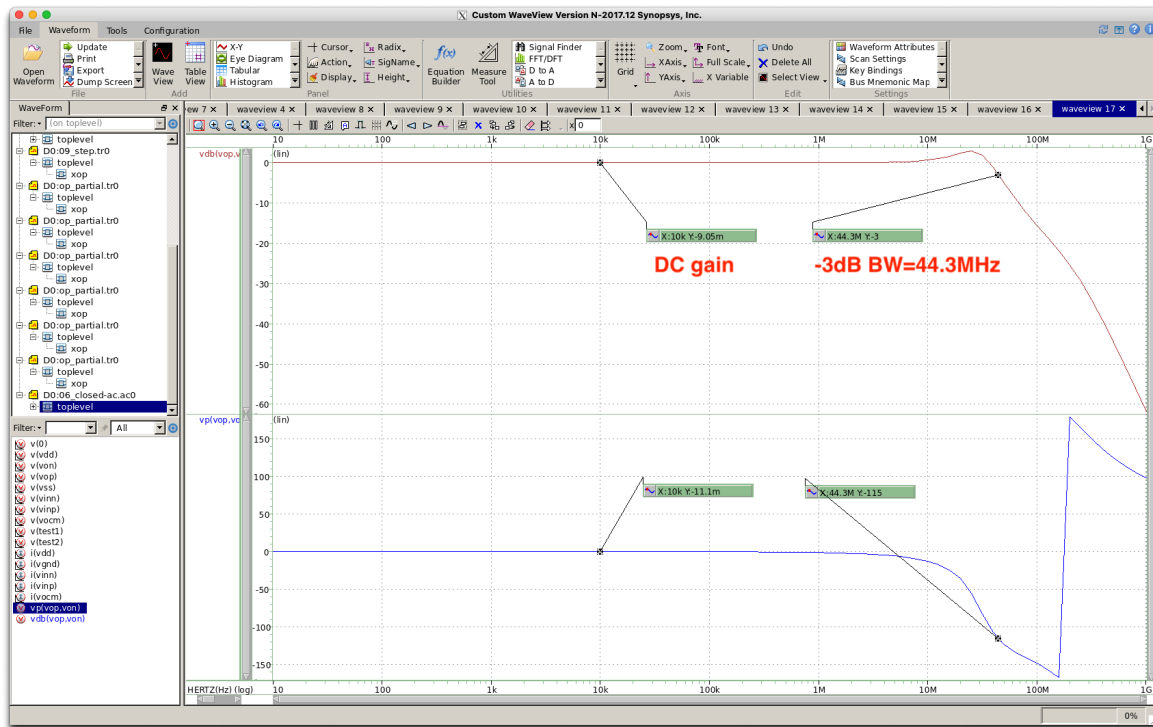 Custom WaveView Version N-2017.12 Synopsys, Inc.
File Waveform Tools Configuration
Open Waveform
Update
Print
Export
Dump Screen
File
Wave View
Table View
Add
X-Y
Eye Diagram
Tabular
Histogram
Cursor
Action
Display
Radix
SigName
Height
Panel
f(x)
Equation Builder
Measure Tool
Signal Finder
FFT/DFT
D to A
A to D
Utilities
Grid
Zoom
XAxis
YAxis
Font
Full Scale
X Variable
Axis
Undo
Delete All
Select View
Edit
Waveform Attributes
Scan Settings
Key Bindings
Bus Mnemonic Map
Settings
WaveForm
ew 7 waveview 4 waveview 8 waveview 9 waveview 10 waveview 11 waveview 12 waveview 13 waveview 14 waveview 15 waveview 16 waveview 17
Filter: (on toplevel)
x 0
toplevel
D0:09_step.tr0
toplevel
xop
D0:op_partial.tr0
toplevel
xop
D0:op_partial.tr0
toplevel
xop
D0:op_partial.tr0
toplevel
xop
D0:op_partial.tr0
toplevel
xop
D0:op_partial.tr0
toplevel
xop
D0:op_partial.tr0
toplevel
xop
D0:06_closed-ac.ac0
toplevel
Filter: All
v(0)
v(vdd)
v(von)
v(vop)
v(vss)
v(vinn)
v(vinp)
v(vocm)
v(test1)
v(test2)
i(vdd)
i(vgnd)
i(vinn)
i(vinp)
i(vocm)
vp(vop,von)
vdb(vop,von)
10 100 1k 10k 100k 1M 10M 100M 1G
vdb(vop,v
(lin)
0
-10
-20
-30
-40
-50
-60
X:10k Y:-9.05m
X:44.3M Y:-3
DC gain
-3dB BW=44.3MHz
vp(vop,vo
(lin)
150
100
50
0
-50
-100
-150
X:10k Y:-11.1m
X:44.3M Y:-115
HERTZ(Hz) (log)
10 100 1k 10k 100k 1M 10M 100M 1G
0%